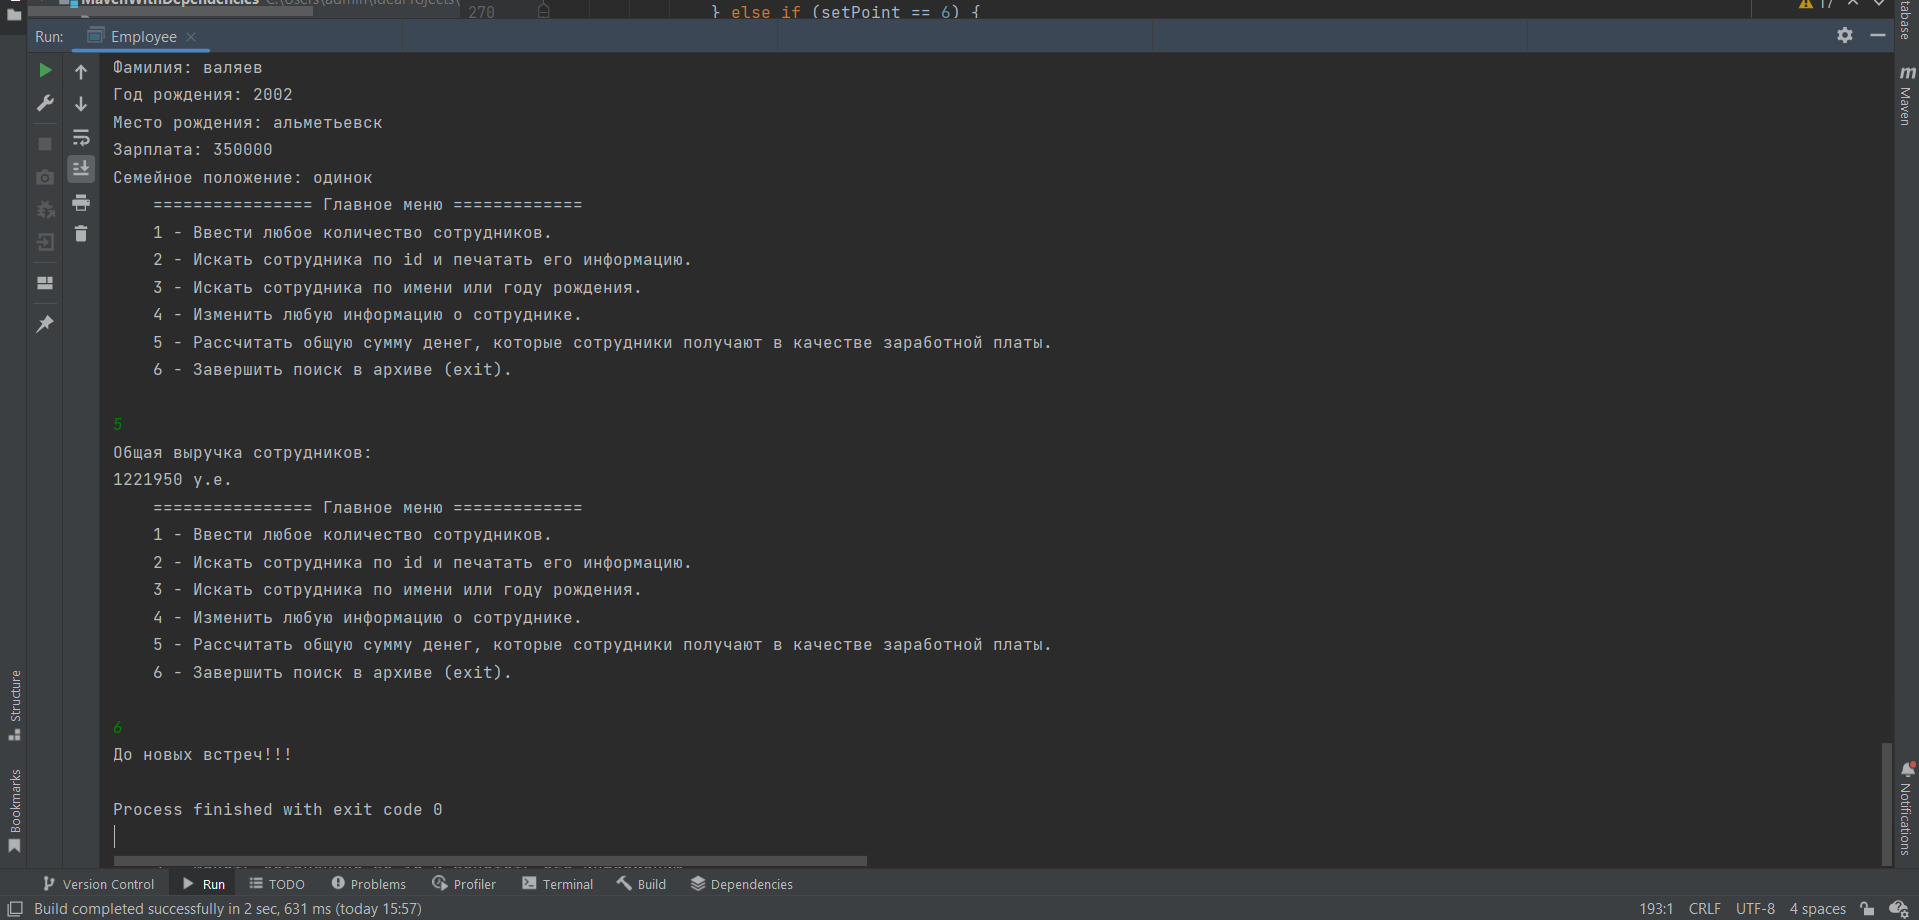 MavenWithDependencies C:\Users\admin\IdeaProjects\
270 } else if (setPoint == 6) {
17
Run: Employee
Фамилия: валяев
Год рождения: 2002
Место рождения: альметьевск
Зарплата: 350000
Семейное положение: одинок
================ Главное меню =============
1 - Ввести любое количество сотрудников.
2 - Искать сотрудника по id и печатать его информацию.
3 - Искать сотрудника по имени или году рождения.
4 - Изменить любую информацию о сотруднике.
5 - Рассчитать общую сумму денег, которые сотрудники получают в качестве заработной платы.
6 - Завершить поиск в архиве (exit).
5
Общая выручка сотрудников:
1221950 у.е.
================ Главное меню =============
1 - Ввести любое количество сотрудников.
2 - Искать сотрудника по id и печатать его информацию.
3 - Искать сотрудника по имени или году рождения.
4 - Изменить любую информацию о сотруднике.
5 - Рассчитать общую сумму денег, которые сотрудники получают в качестве заработной платы.
6 - Завершить поиск в архиве (exit).
6
До новых встреч!!!
Process finished with exit code 0
Structure
Bookmarks
tabase
m Maven
Notifications
Version Control Run TODO Problems Profiler Terminal Build Dependencies
Build completed successfully in 2 sec, 631 ms (today 15:57) 193:1 CRLF UTF-8 4 spaces